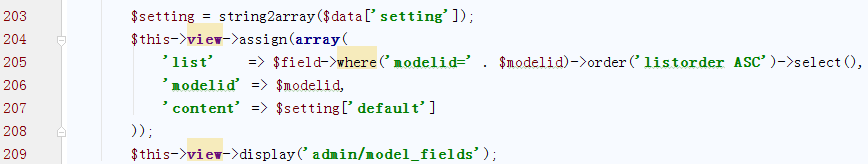 203 $setting = string2array($data['setting']);
204 $this->view->assign(array(
205 'list' => $field->where('modelid=' . $modelid)->order('listorder ASC')->select(),
206 'modelid' => $modelid,
207 'content' => $setting['default']
208 ));
209 $this->view->display('admin/model_fields');